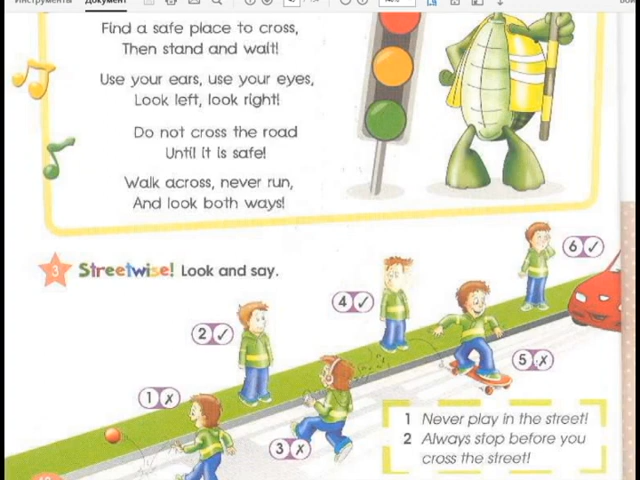 Инструменты Документ
Find a safe place to cross,
Then stand and wait!
Use your ears, use your eyes,
Look left, look right!
Do not cross the road
Until it is safe!
Walk across, never run,
And look both ways!
3 Streetwise! Look and say.
6 ✓
4 ✓
2 ✓
5 ✗
1 ✗
3 ✗
1 Never play in the street!
2 Always stop before you
cross the street!